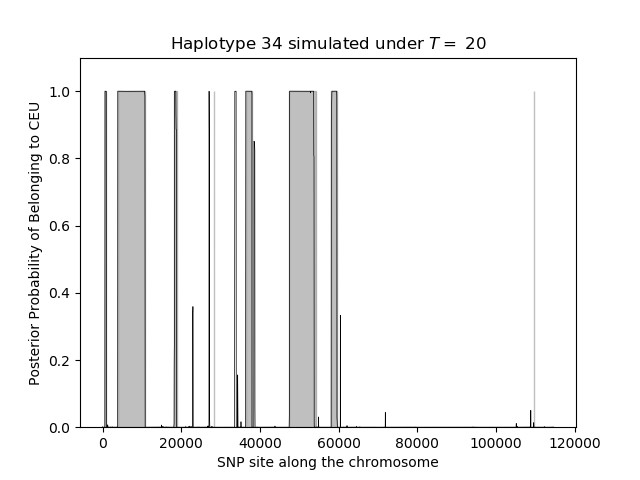 Haplotype 34 simulated under T = 20
Posterior Probability of Belonging to CEU
1.0
0.8
0.6
0.4
0.2
0.0
0 20000 40000 60000 80000 100000 120000
SNP site along the chromosome